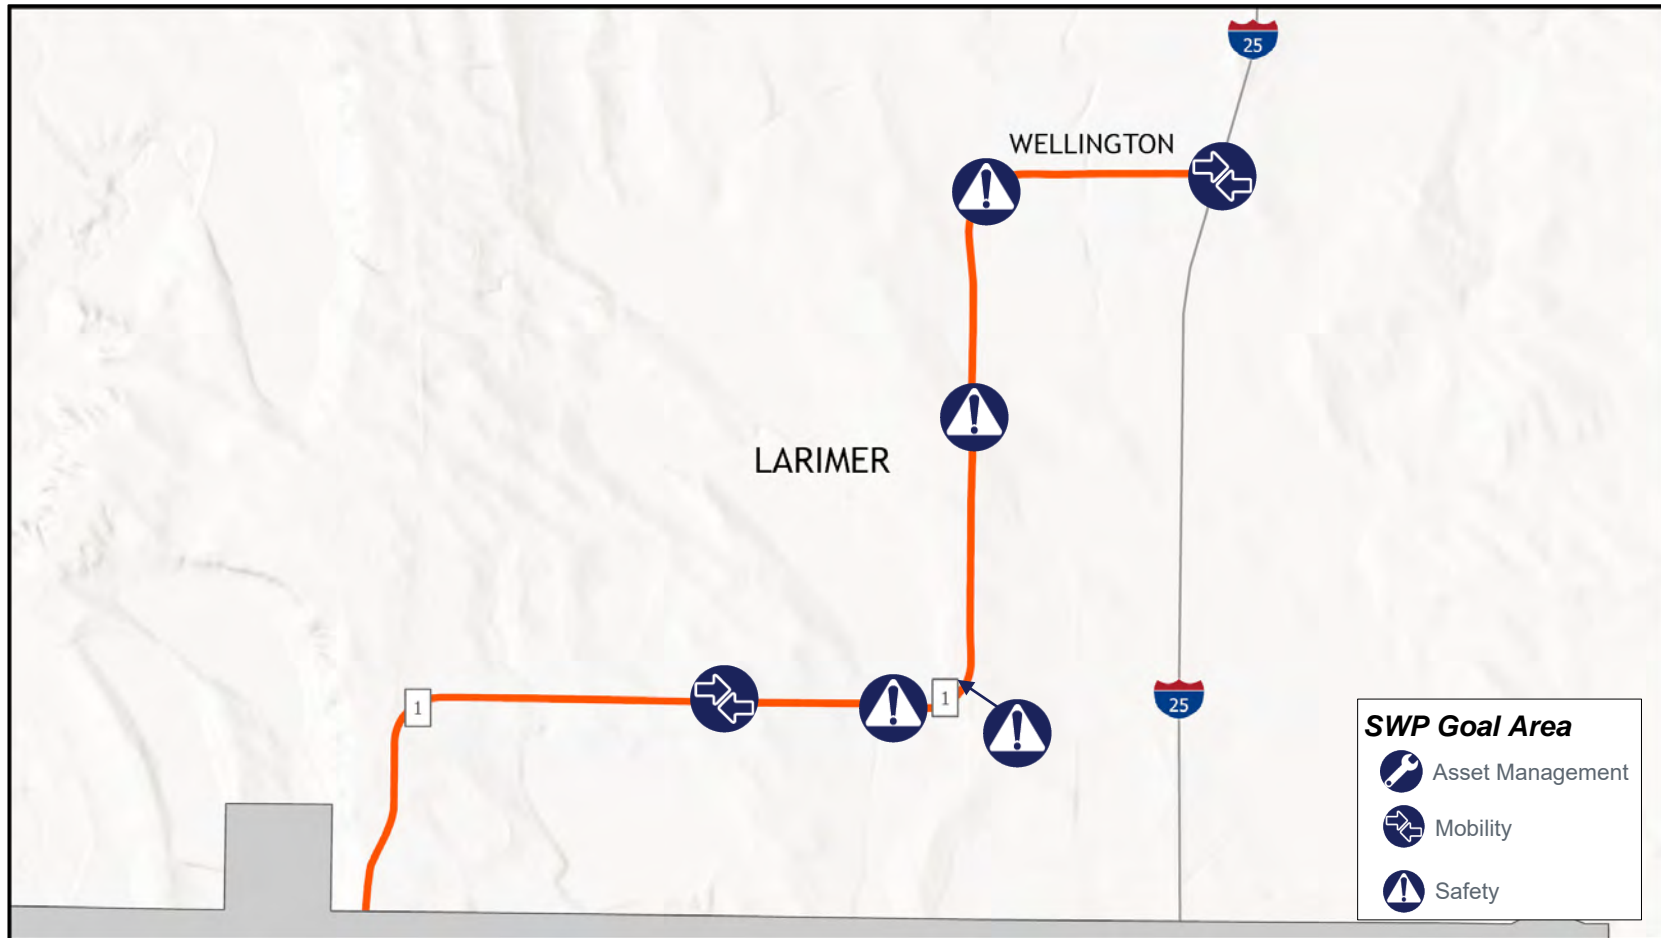 25
WELLINGTON
LARIMER
1
1
25
SWP Goal Area
Asset Management
Mobility
Safety